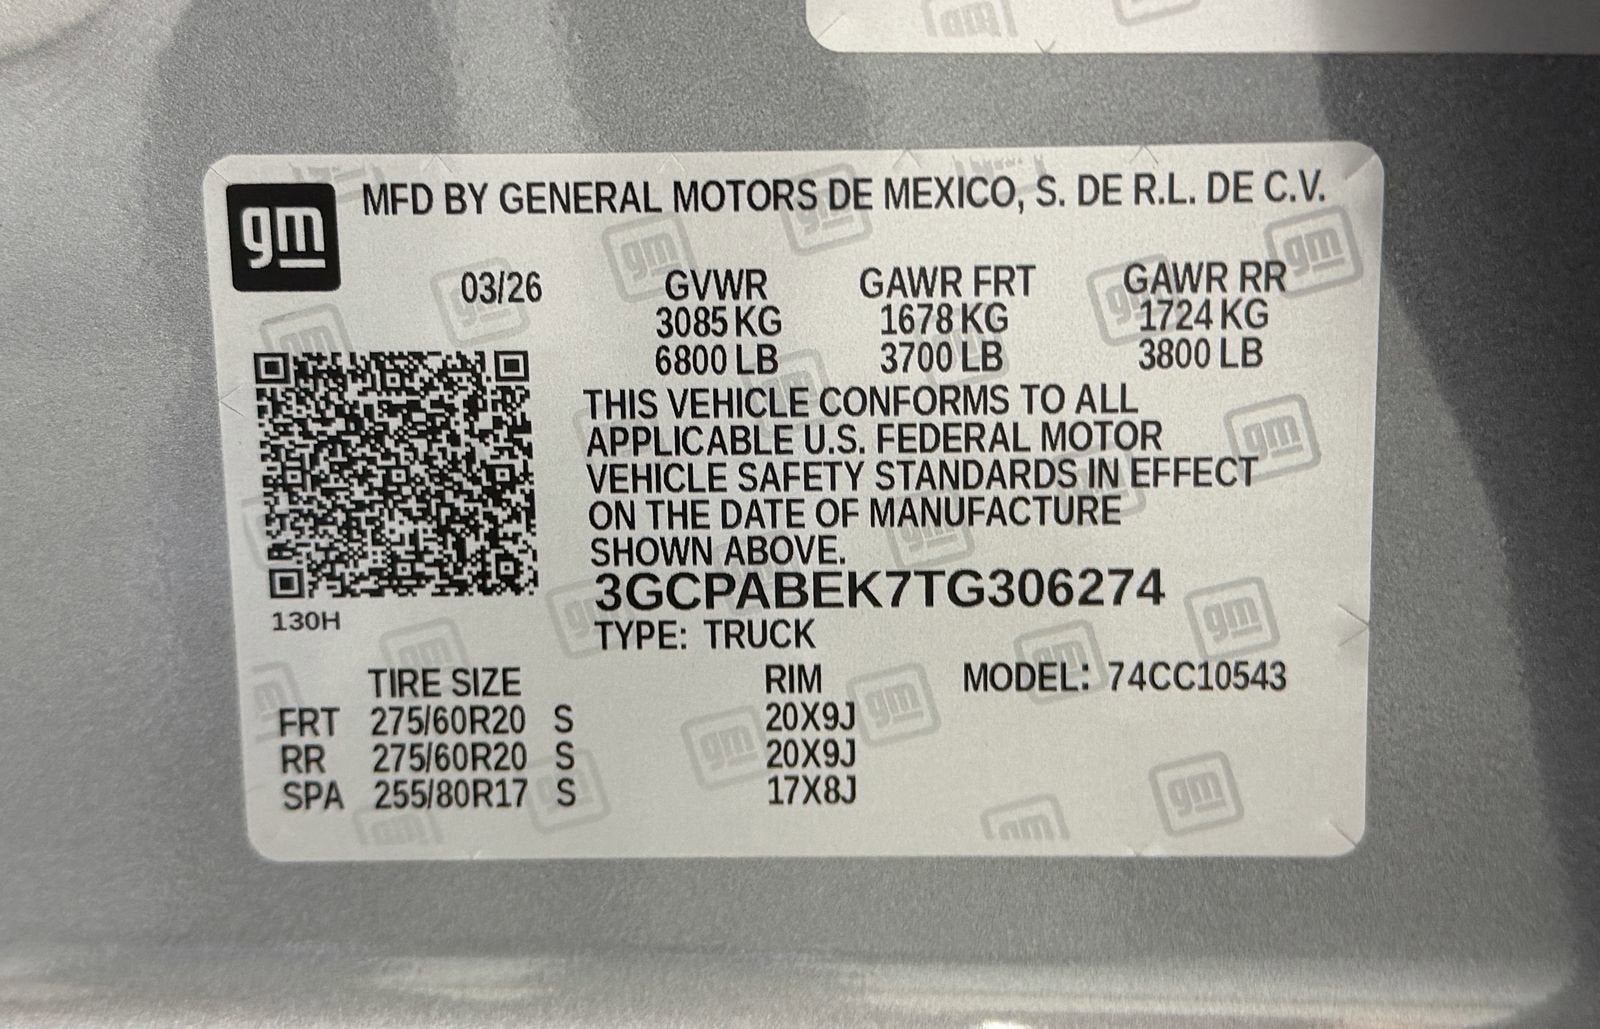 gm
MFD BY GENERAL MOTORS DE MEXICO, S. DE R.L. DE C.V.
03/26 GVWR GAWR FRT GAWR RR
3085 KG 1678 KG 1724 KG
6800 LB 3700 LB 3800 LB
THIS VEHICLE CONFORMS TO ALL
APPLICABLE U.S. FEDERAL MOTOR
VEHICLE SAFETY STANDARDS IN EFFECT
ON THE DATE OF MANUFACTURE
SHOWN ABOVE.
3GCPABEK7TG306274
130H
TYPE: TRUCK
TIRE SIZE RIM MODEL: 74CC10543
FRT 275/60R20 S 20X9J
RR 275/60R20 S 20X9J
SPA 255/80R17 S 17X8J